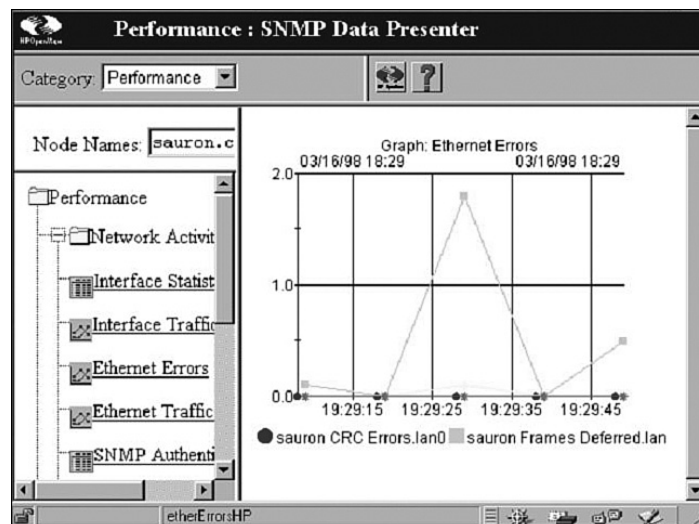 Performance : SNMP Data Presenter
HPOpenView
Category: Performance
?
Node Names: sauron.c
Performance
Network Activit
Interface Statist
Interface Traffic
Ethernet Errors
Ethernet Traffic
SNMP Authenti
Graph: Ethernet Errors
03/16/98 18:29 03/16/98 18:29
2.0
1.0
0.0
19:29:15 19:29:25 19:29:35 19:29:45
sauron CRC Errors.lan0 sauron Frames Deferred.lan
etherErrorsHP